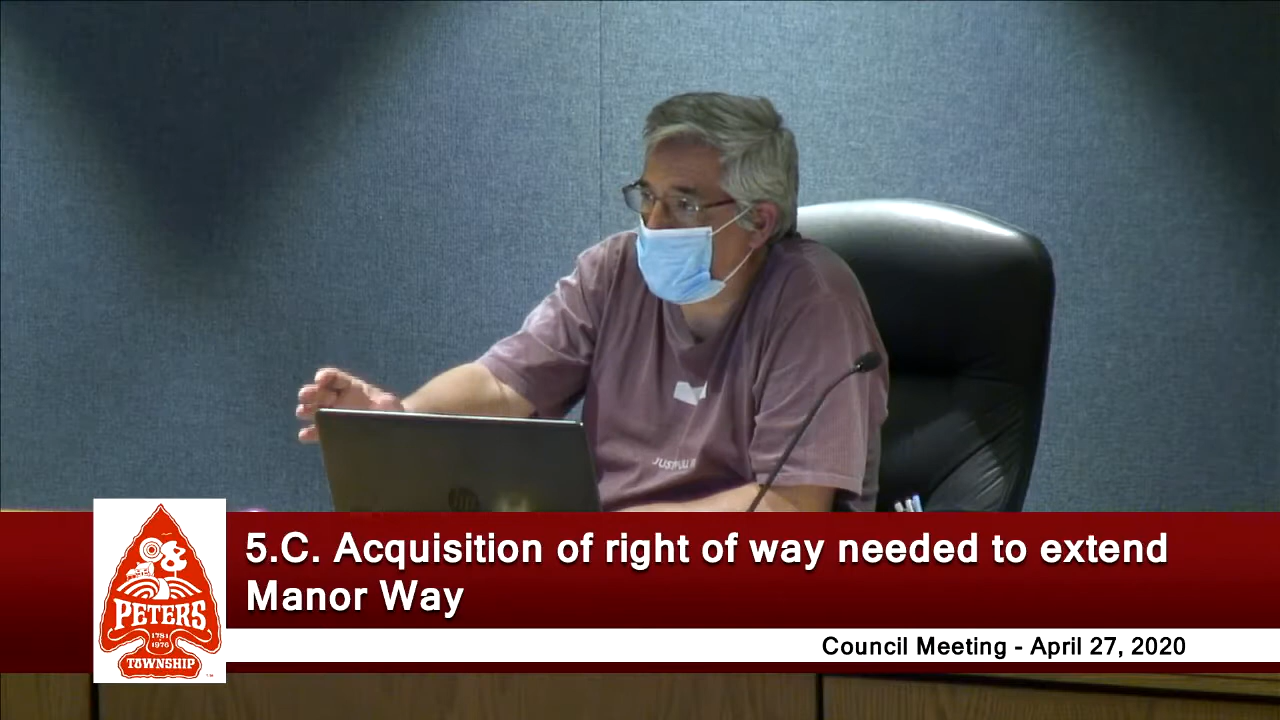 5.C. Acquisition of right of way needed to extend
Manor Way
Council Meeting - April 27, 2020
PETERS
1781
1976
TOWNSHIP
hp